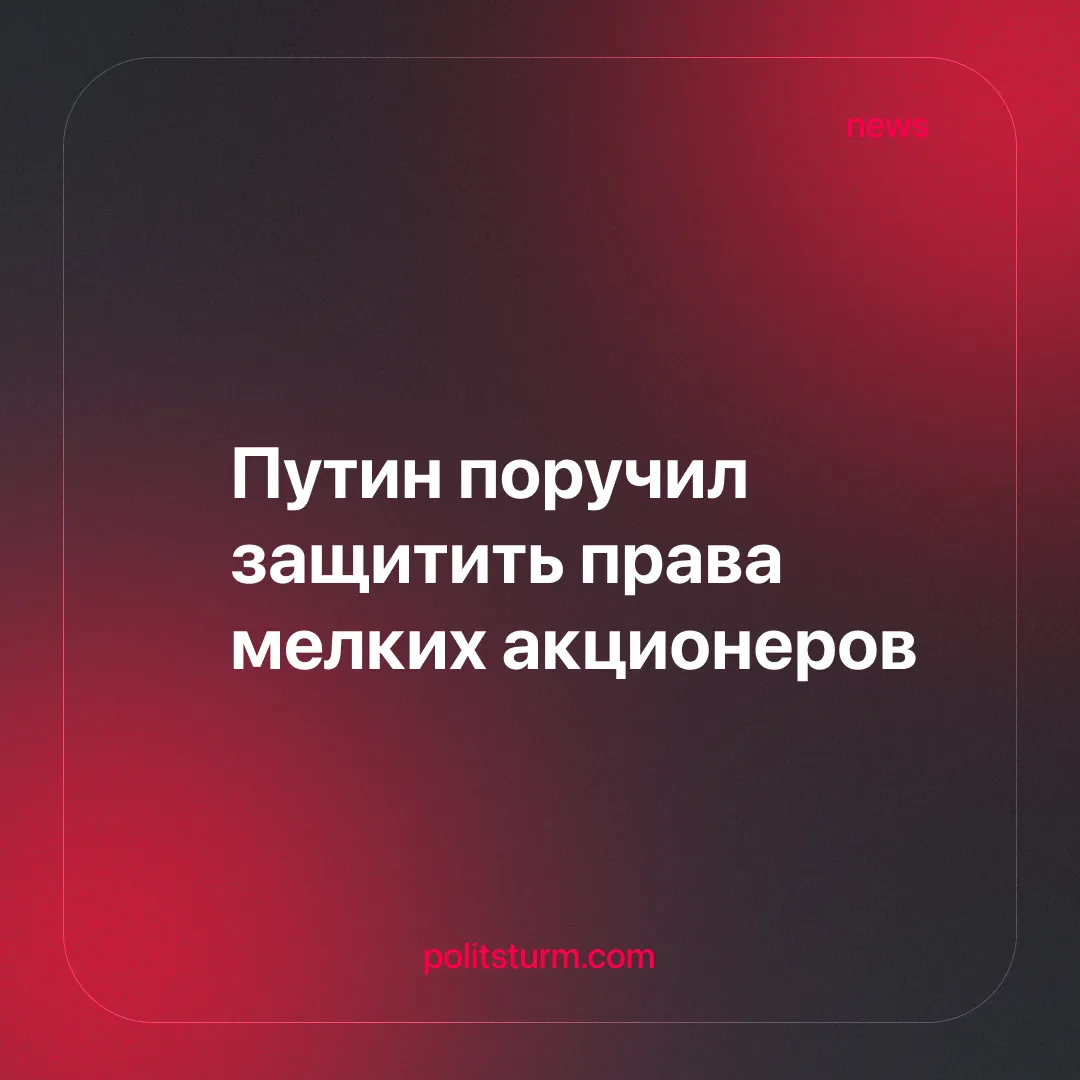 news
Путин поручил
защитить права
мелких акционеров
politsturm.com